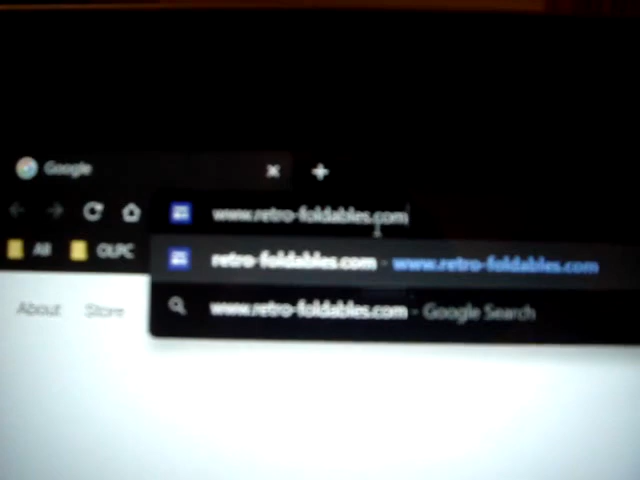 Google
www.retro-foldables.com
All OLPC
retro-foldables.com - www.retro-foldables.com
www.retro-foldables.com - Google Search
About Store